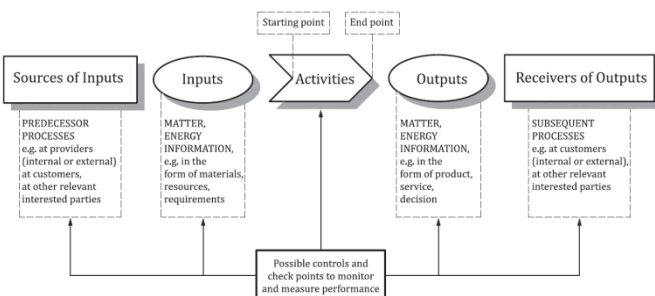 Starting point
End point
Sources of Inputs
Inputs
Activities
Outputs
Receivers of Outputs
PREDECESSOR
PROCESSES
e.g. at providers
(internal or external)
at customers,
at other relevant
interested parties
MATTER,
ENERGY
INFORMATION,
e.g. in the
form of materials,
resources,
requirements
MATTER,
ENERGY
INFORMATION,
e.g. in the
form of product,
service,
decision
SUBSEQUENT
PROCESSES
e.g. at customers
(internal or external),
at other relevant
interested parties
Possible controls and
check points to monitor
and measure performance